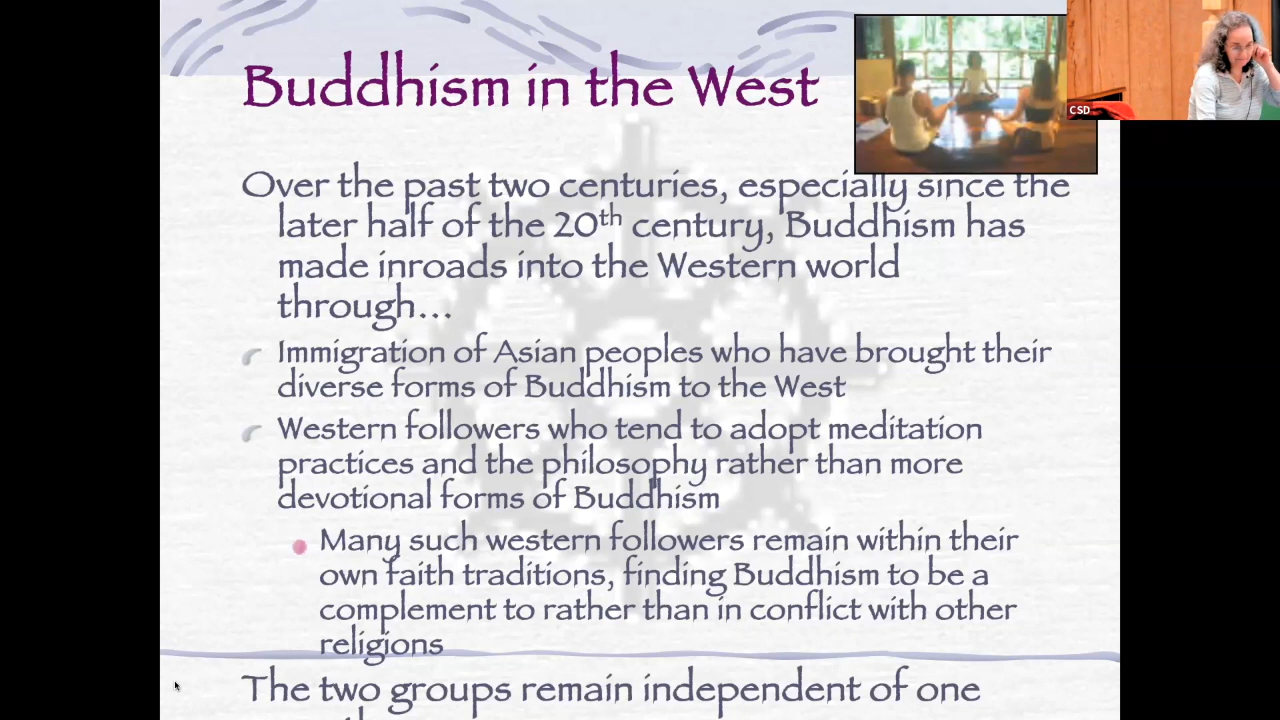 Buddhism in the West
CSD
Over the past two centuries, especially since the
later half of the 20th century, Buddhism has
made inroads into the Western world
through...
Immigration of Asian peoples who have brought their
diverse forms of Buddhism to the West
Western followers who tend to adopt meditation
practices and the philosophy rather than more
devotional forms of Buddhism
Many such western followers remain within their
own faith traditions, finding Buddhism to be a
complement to rather than in conflict with other
religions
The two groups remain independent of one